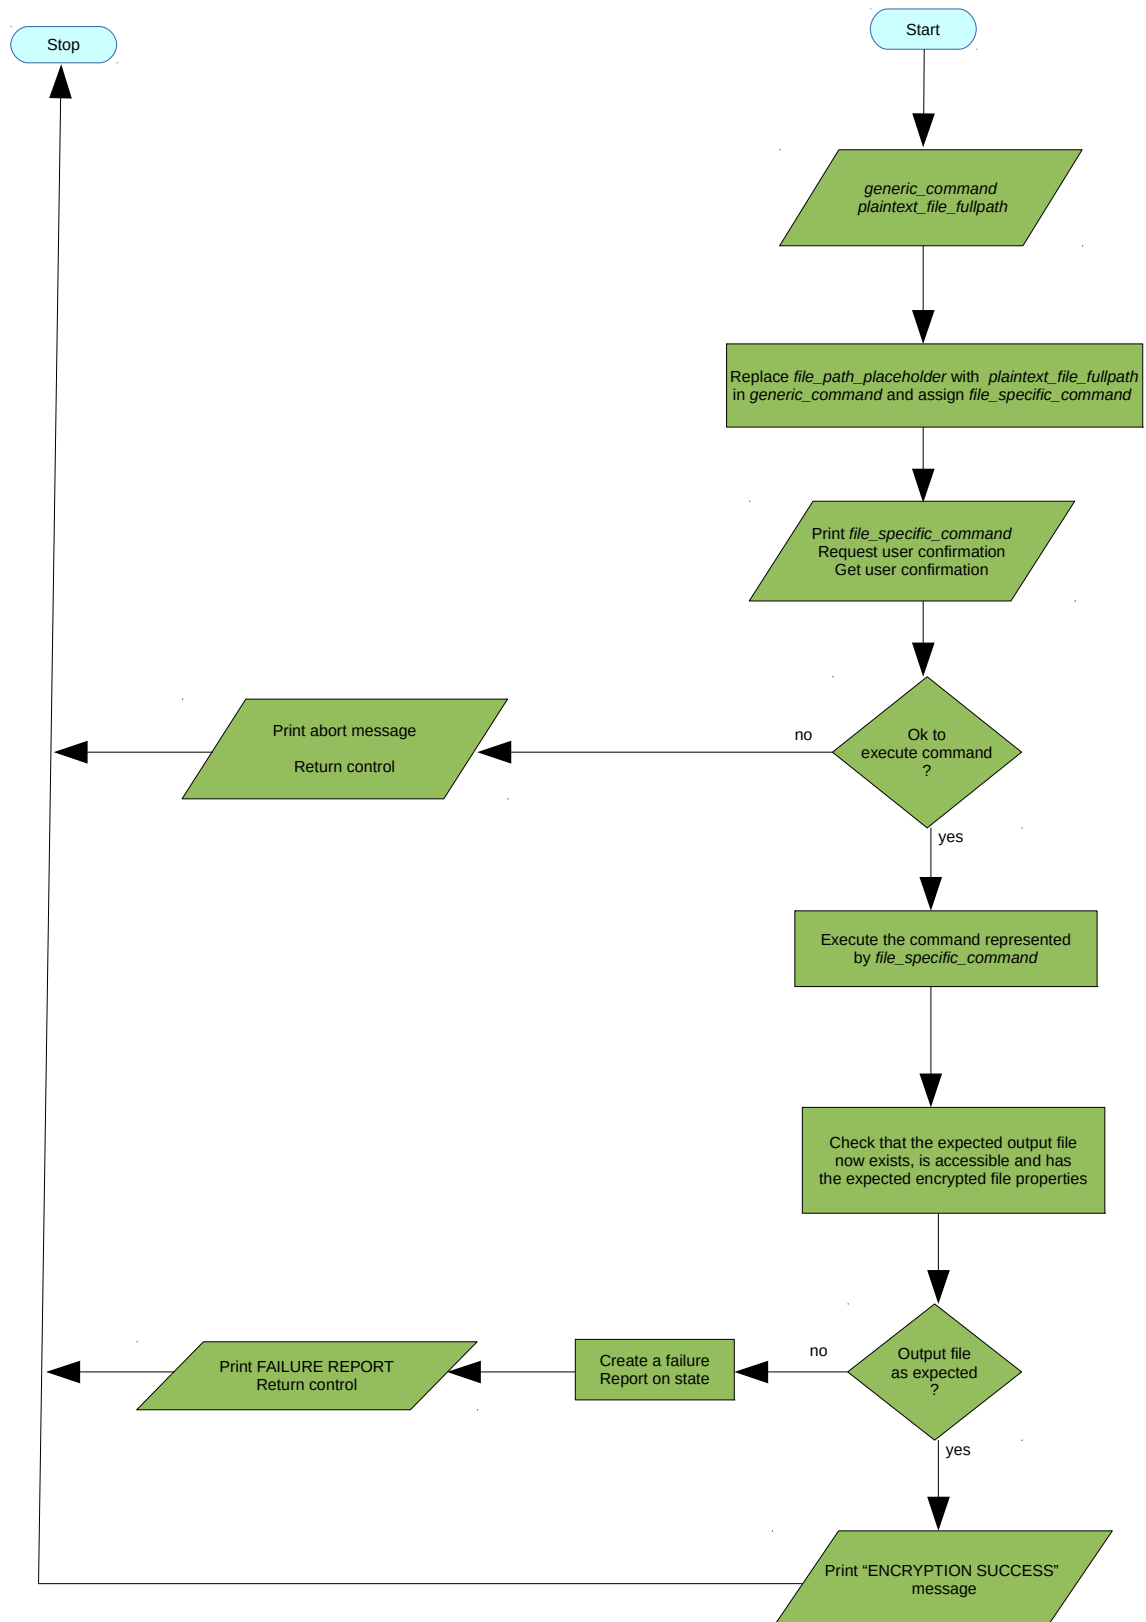 Stop
Start
generic_command
plaintext_file_fullpath
Replace file_path_placeholder with plaintext_file_fullpath
in generic_command and assign file_specific_command
Print file_specific_command
Request user confirmation
Get user confirmation
Ok to
execute command
?
no
Print abort message
Return control
yes
Execute the command represented
by file_specific_command
Check that the expected output file
now exists, is accessible and has
the expected encrypted file properties
Output file
as expected
?
no
Create a failure
Report on state
Print FAILURE REPORT
Return control
yes
Print “ENCRYPTION SUCCESS”
message